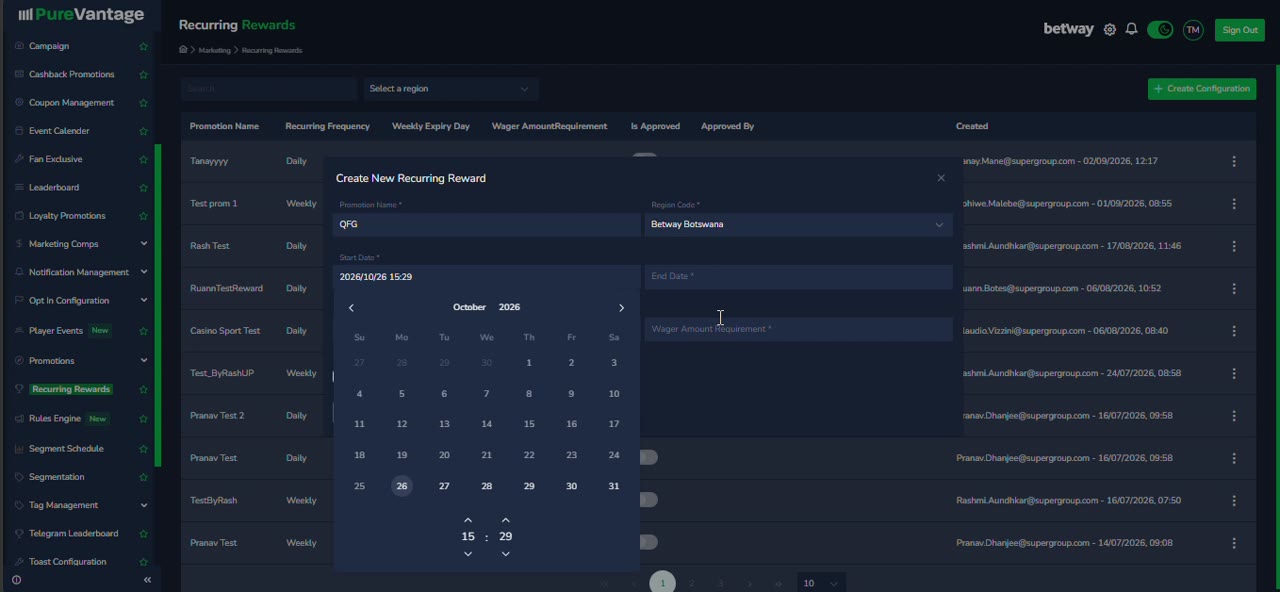 PureVantage
Recurring Rewards
Marketing > Recurring Rewards
betway
TM
Sign Out
Campaign
Cashback Promotions
Coupon Management
Event Calender
Fan Exclusive
Leaderboard
Loyalty Promotions
Marketing Comps
Notification Management
Opt In Configuration
Player Events New
Promotions
Recurring Rewards
Rules Engine New
Segment Schedule
Segmentation
Tag Management
Telegram Leaderboard
Toast Configuration
Search
Select a region
+ Create Configuration
Promotion Name Recurring Frequency Weekly Expiry Day Wager AmountRequirement Is Approved Approved By Created
Tanayyyy Daily anay.Mane@supergroup.com - 02/09/2026, 12:17
Test prom 1 Weekly ohiwe.Malebe@supergroup.com - 01/09/2026, 08:55
Rash Test Daily ashmi.Aundhkar@supergroup.com - 17/08/2026, 11:46
RuannTestReward Daily uann.Botes@supergroup.com - 06/08/2026, 10:52
Casino Sport Test Daily laudio.Vizzini@supergroup.com - 06/08/2026, 08:40
Test_ByRashUP Weekly ashmi.Aundhkar@supergroup.com - 24/07/2026, 08:58
Pranav Test 2 Daily ranav.Dhanjee@supergroup.com - 16/07/2026, 09:58
Pranav Test Daily Pranav.Dhanjee@supergroup.com - 16/07/2026, 09:58
TestByRash Weekly Rashmi.Aundhkar@supergroup.com - 16/07/2026, 07:50
Pranav Test Weekly Pranav.Dhanjee@supergroup.com - 14/07/2026, 09:08
Create New Recurring Reward
Promotion Name * Region Code *
QFG Betway Botswana
Start Date *
2026/10/26 15:29 End Date *
Wager Amount Requirement *
October 2026
Su Mo Tu We Th Fr Sa
27 28 29 30 1 2 3
4 5 6 7 8 9 10
11 12 13 14 15 16 17
18 19 20 21 22 23 24
25 26 27 28 29 30 31
15 : 29
« ‹ 1 2 3 › » 10